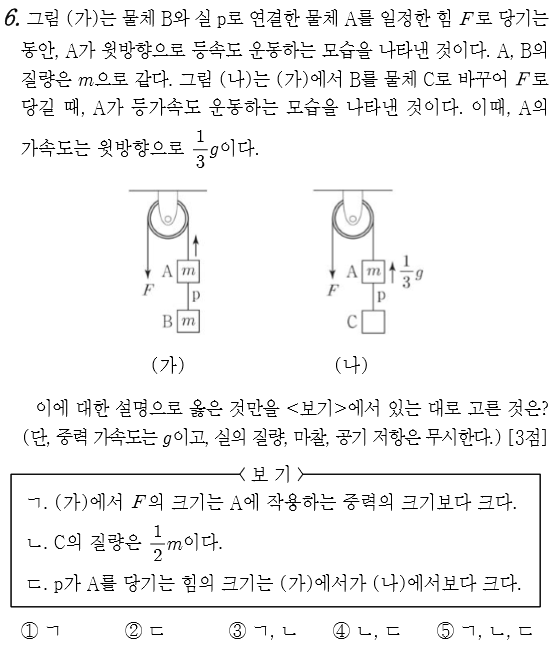 6. 그림 (가)는 물체 B와 실 p로 연결한 물체 A를 일정한 힘 F로 당기는
동안, A가 윗방향으로 등속도 운동하는 모습을 나타낸 것이다. A, B의
질량은 m으로 같다. 그림 (나)는 (가)에서 B를 물체 C로 바꾸어 F로
당길 때, A가 등가속도 운동하는 모습을 나타낸 것이다. 이때, A의
가속도는 윗방향으로 1/3 g이다.
A m F p B m
A m 1/3 g F p C
(가) (나)
이에 대한 설명으로 옳은 것만을 <보기>에서 있는 대로 고른 것은?
(단, 중력 가속도는 g이고, 실의 질량, 마찰, 공기 저항은 무시한다.) [3점]
<보 기>
ㄱ. (가)에서 F의 크기는 A에 작용하는 중력의 크기보다 크다.
ㄴ. C의 질량은 1/2 m이다.
ㄷ. p가 A를 당기는 힘의 크기는 (가)에서가 (나)에서보다 크다.
① ㄱ ② ㄷ ③ ㄱ, ㄴ ④ ㄴ, ㄷ ⑤ ㄱ, ㄴ, ㄷ